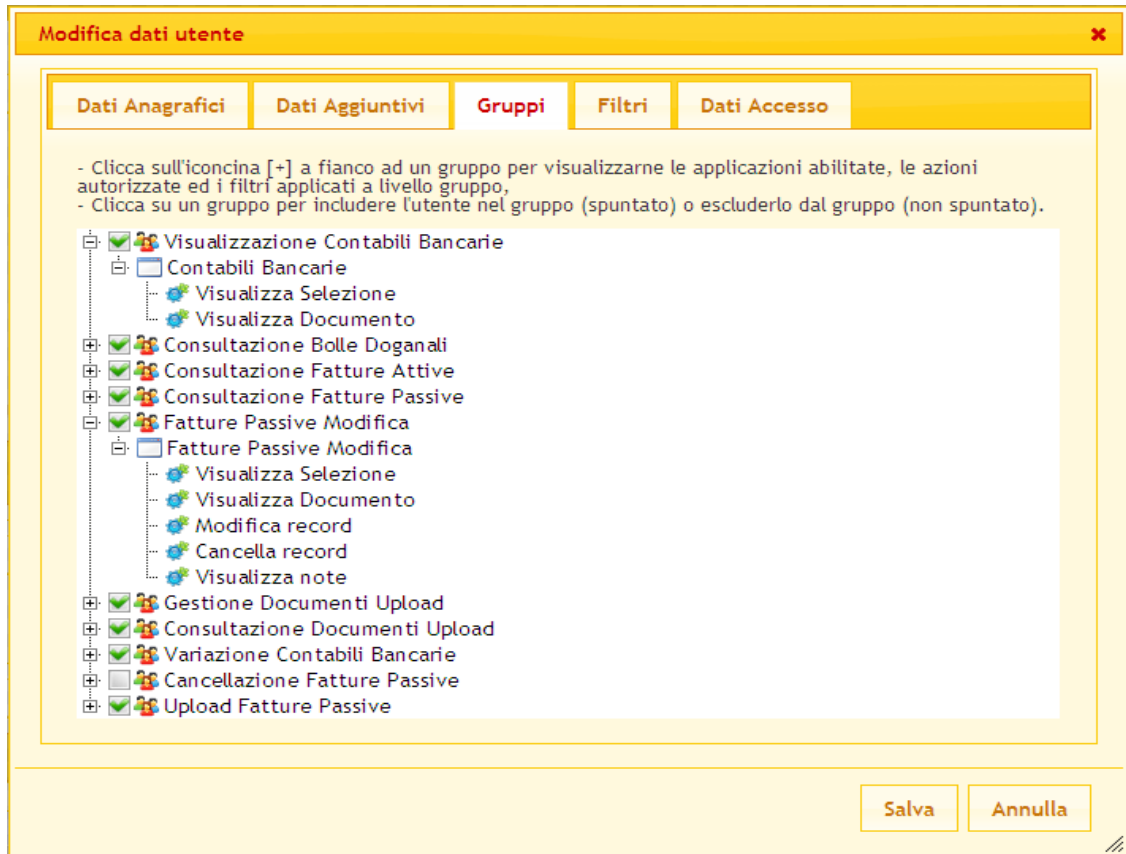 Modifica dati utente
Dati Anagrafici
Dati Aggiuntivi
Gruppi
Filtri
Dati Accesso
- Clicca sull'iconcina [+] a fianco ad un gruppo per visualizzarne le applicazioni abilitate, le azioni
autorizzate ed i filtri applicati a livello gruppo,
- Clicca su un gruppo per includere l'utente nel gruppo (spuntato) o escluderlo dal gruppo (non spuntato).
Visualizzazione Contabili Bancarie
Contabili Bancarie
Visualizza Selezione
Visualizza Documento
Consultazione Bolle Doganali
Consultazione Fatture Attive
Consultazione Fatture Passive
Fatture Passive Modifica
Fatture Passive Modifica
Visualizza Selezione
Visualizza Documento
Modifica record
Cancella record
Visualizza note
Gestione Documenti Upload
Consultazione Documenti Upload
Variazione Contabili Bancarie
Cancellazione Fatture Passive
Upload Fatture Passive
Salva
Annulla